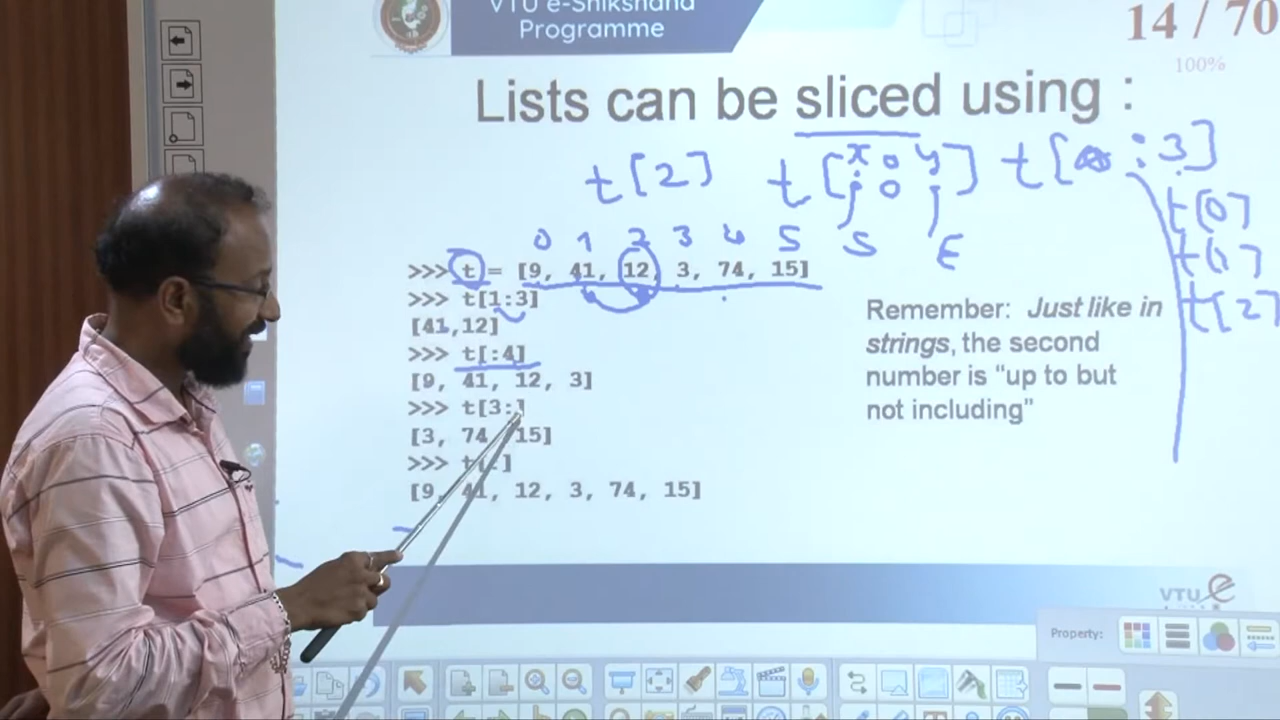 VTU e-Shikshana
Programme
14 / 70
100%
Lists can be sliced using :
t[2] t[x:y] t[ :3]
S E
t[0]
t[1]
t[2]
0 1 2 3 4 5
>>> t = [9, 41, 12, 3, 74, 15]
>>> t[1:3]
[41,12]
>>> t[:4]
[9, 41, 12, 3]
>>> t[3:]
[3, 74, 15]
>>> t[:]
[9, 41, 12, 3, 74, 15]
Remember: Just like in
strings, the second
number is "up to but
not including"
VTU e
Property: